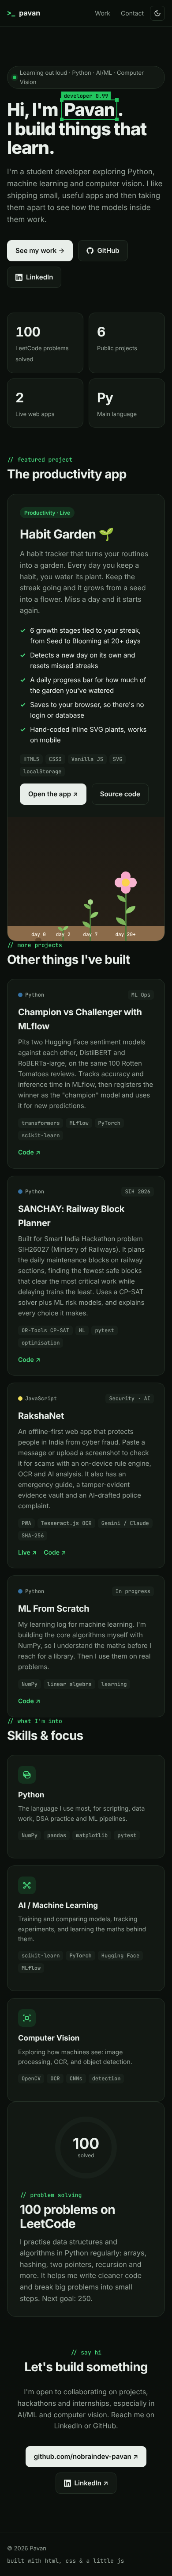 >_ pavan Work Contact
Learning out loud · Python · AI/ML · Computer
Vision
developer 0.99
Hi, I'm Pavan.
I build things that
learn.
I'm a student developer exploring Python,
machine learning and computer vision. I like
shipping small, useful apps and then taking
them apart to see how the models inside
them work.
See my work →
GitHub
LinkedIn
100
LeetCode problems
solved
6
Public projects
2
Live web apps
Py
Main language
// featured project
The productivity app
Productivity · Live
Habit Garden 🌱
A habit tracker that turns your routines
into a garden. Every day you keep a
habit, you water its plant. Keep the
streak going and it grows from a seed
into a flower. Miss a day and it starts
again.
✓ 6 growth stages tied to your streak,
from Seed to Blooming at 20+ days
✓ Detects a new day on its own and
resets missed streaks
✓ A daily progress bar for how much of
the garden you've watered
✓ Saves to your browser, so there's no
login or database
✓ Hand-coded inline SVG plants, works
on mobile
HTML5 CSS3 Vanilla JS SVG
localStorage
Open the app ↗
Source code
day 0 day 2 day 7 day 20+
// more projects
Other things I've built
Python ML Ops
Champion vs Challenger with
MLflow
Pits two Hugging Face sentiment models
against each other, DistilBERT and
RoBERTa-large, on the same 100 Rotten
Tomatoes reviews. Tracks accuracy and
inference time in MLflow, then registers the
winner as the "champion" model and uses
it for new predictions.
transformers MLflow PyTorch
scikit-learn
Code ↗
Python SIH 2026
SANCHAY: Railway Block
Planner
Built for Smart India Hackathon problem
SIH26027 (Ministry of Railways). It plans
the daily maintenance blocks on railway
sections, finding the fewest safe blocks
that clear the most critical work while
delaying trains the least. Uses a CP-SAT
solver plus ML risk models, and explains
every choice it makes.
OR-Tools CP-SAT ML pytest
optimisation
Code ↗
JavaScript Security · AI
RakshaNet
An offline-first web app that protects
people in India from cyber fraud. Paste a
message or upload a screenshot to check
it for scams with an on-device rule engine,
OCR and AI analysis. It also has an
emergency guide, a tamper-evident
evidence vault and an AI-drafted police
complaint.
PWA Tesseract.js OCR Gemini / Claude
SHA-256
Live ↗ Code ↗
Python In progress
ML From Scratch
My learning log for machine learning. I'm
building the core algorithms myself with
NumPy, so I understand the maths before I
reach for a library. Then I use them on real
problems.
NumPy linear algebra learning
Code ↗
// what I'm into
Skills & focus
Python
The language I use most, for scripting, data
work, DSA practice and ML pipelines.
NumPy pandas matplotlib pytest
AI / Machine Learning
Training and comparing models, tracking
experiments, and learning the maths behind
them.
scikit-learn PyTorch Hugging Face
MLflow
Computer Vision
Exploring how machines see: image
processing, OCR, and object detection.
OpenCV OCR CNNs detection
100
solved
// problem solving
100 problems on
LeetCode
I practise data structures and
algorithms in Python regularly: arrays,
hashing, two pointers, recursion and
more. It helps me write cleaner code
and break big problems into small
steps. Next goal: 250.
// say hi
Let's build something
I'm open to collaborating on projects,
hackathons and internships, especially in
AI/ML and computer vision. Reach me on
LinkedIn or GitHub.
github.com/nobraindev-pavan ↗
LinkedIn ↗
© 2026 Pavan
built with html, css & a little js